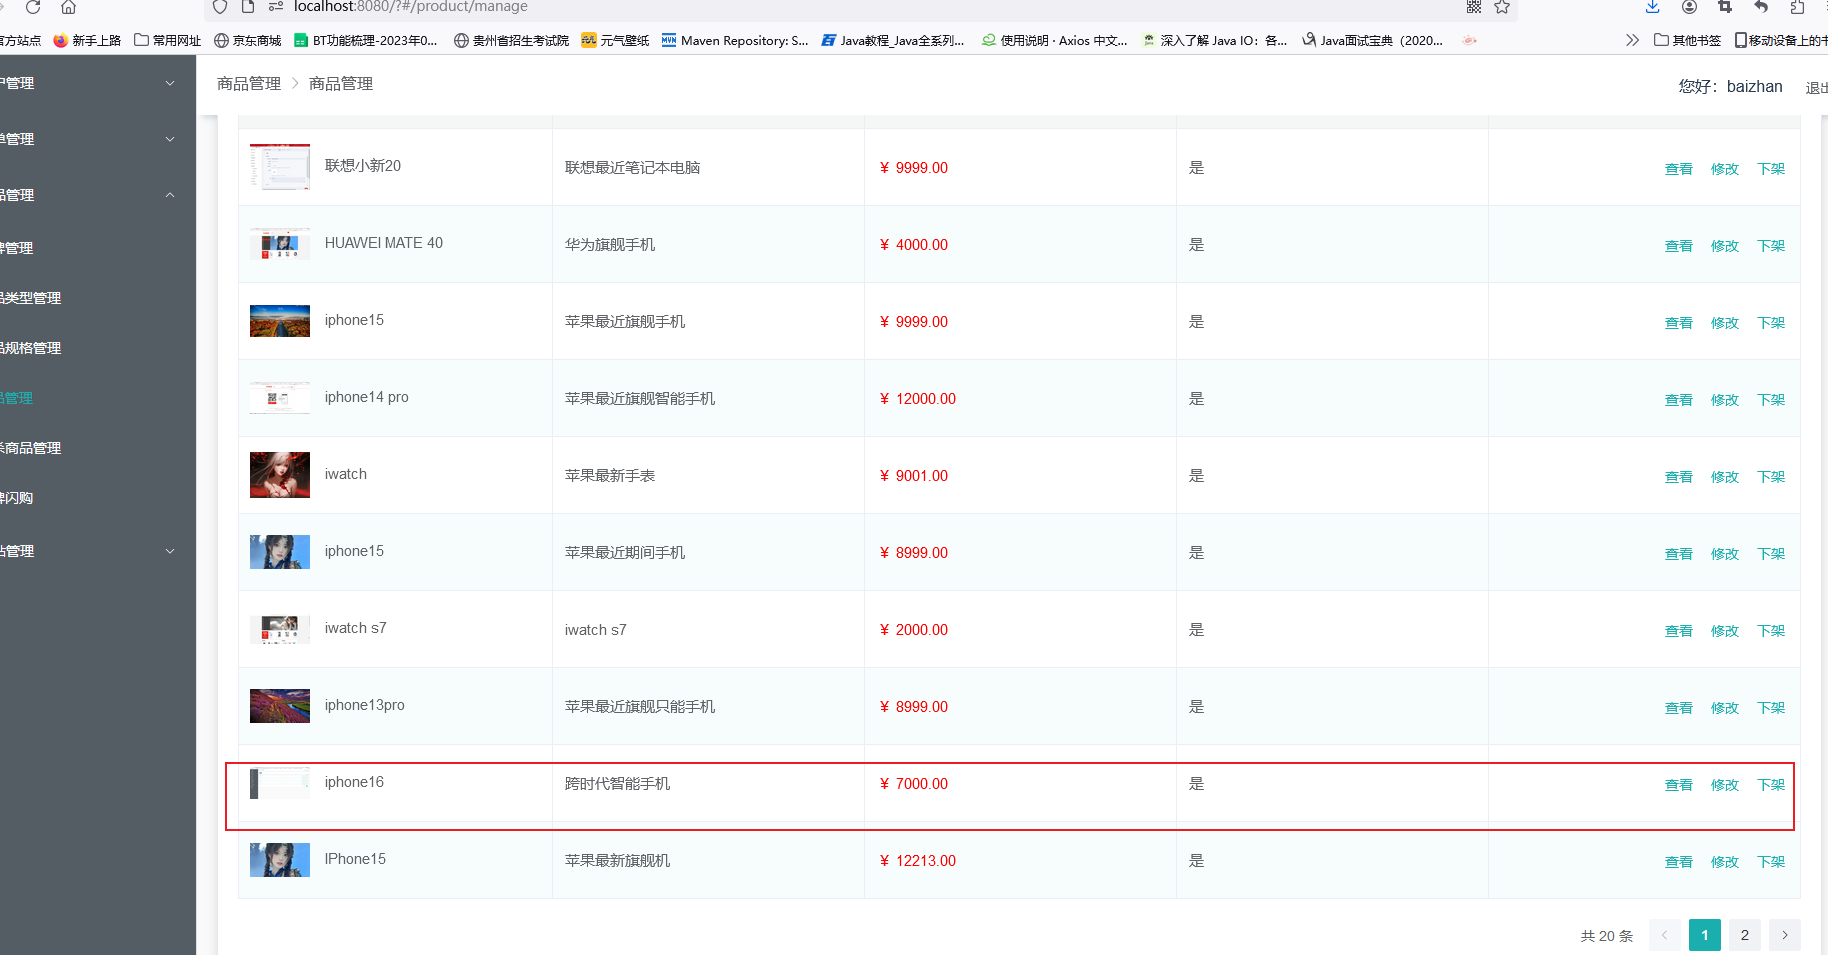 localhost:8080/?#/product/manage
官方站点 新手上路 常用网址 京东商城 BT功能梳理-2023年0... 贵州省招生考试院 元气壁纸 Maven Repository: S... Java教程_Java全系列... 使用说明 · Axios 中文... 深入了解 Java IO：各... Java面试宝典（2020... 其他书签 移动设备上的书
户管理
单管理
品管理
牌管理
品类型管理
品规格管理
品管理
杀商品管理
牌闪购
站管理
商品管理 > 商品管理
您好：baizhan 退出
联想小新20 联想最近笔记本电脑 ¥ 9999.00 是 查看 修改 下架
HUAWEI MATE 40 华为旗舰手机 ¥ 4000.00 是 查看 修改 下架
iphone15 苹果最近旗舰手机 ¥ 9999.00 是 查看 修改 下架
iphone14 pro 苹果最近旗舰智能手机 ¥ 12000.00 是 查看 修改 下架
iwatch 苹果最新手表 ¥ 9001.00 是 查看 修改 下架
iphone15 苹果最近期间手机 ¥ 8999.00 是 查看 修改 下架
iwatch s7 iwatch s7 ¥ 2000.00 是 查看 修改 下架
iphone13pro 苹果最近旗舰只能手机 ¥ 8999.00 是 查看 修改 下架
iphone16 跨时代智能手机 ¥ 7000.00 是 查看 修改 下架
IPhone15 苹果最新旗舰机 ¥ 12213.00 是 查看 修改 下架
共 20 条 < 1 2 >